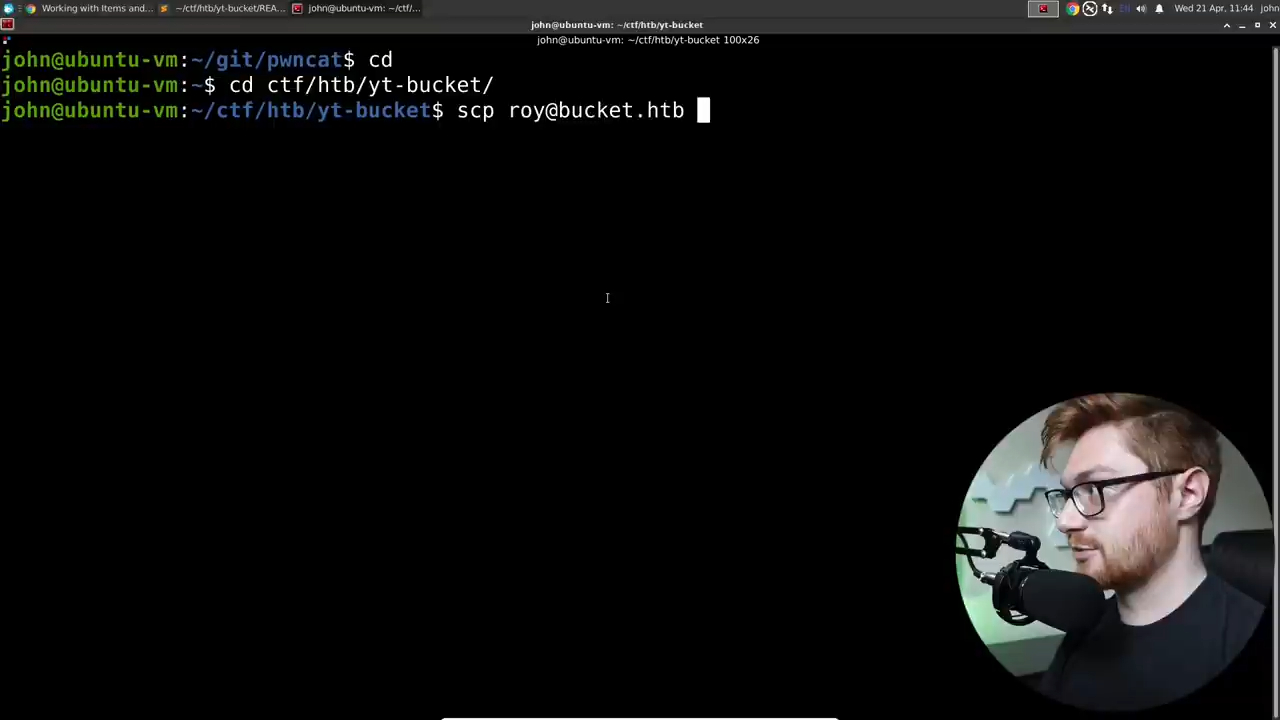 Working with Items and...
~/ctf/htb/yt-bucket/REA...
john@ubuntu-vm: ~/ctf/...
Wed 21 Apr, 11:44
john
john@ubuntu-vm: ~/ctf/htb/yt-bucket
john@ubuntu-vm: ~/ctf/htb/yt-bucket 100x26
john@ubuntu-vm:~/git/pwncat$ cd
john@ubuntu-vm:~$ cd ctf/htb/yt-bucket/
john@ubuntu-vm:~/ctf/htb/yt-bucket$ scp roy@bucket.htb